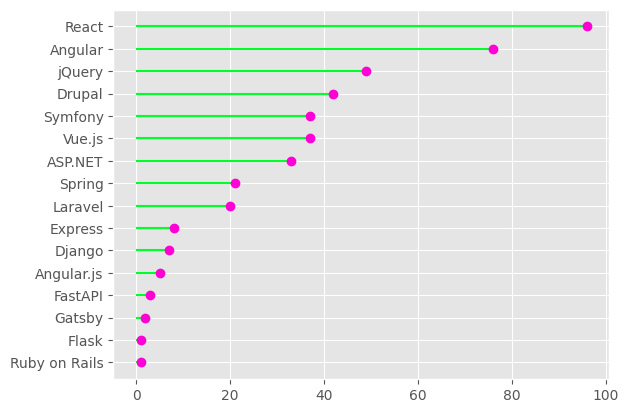 React
Angular
jQuery
Drupal
Symfony
Vue.js
ASP.NET
Spring
Laravel
Express
Django
Angular.js
FastAPI
Gatsby
Flask
Ruby on Rails
0 20 40 60 80 100